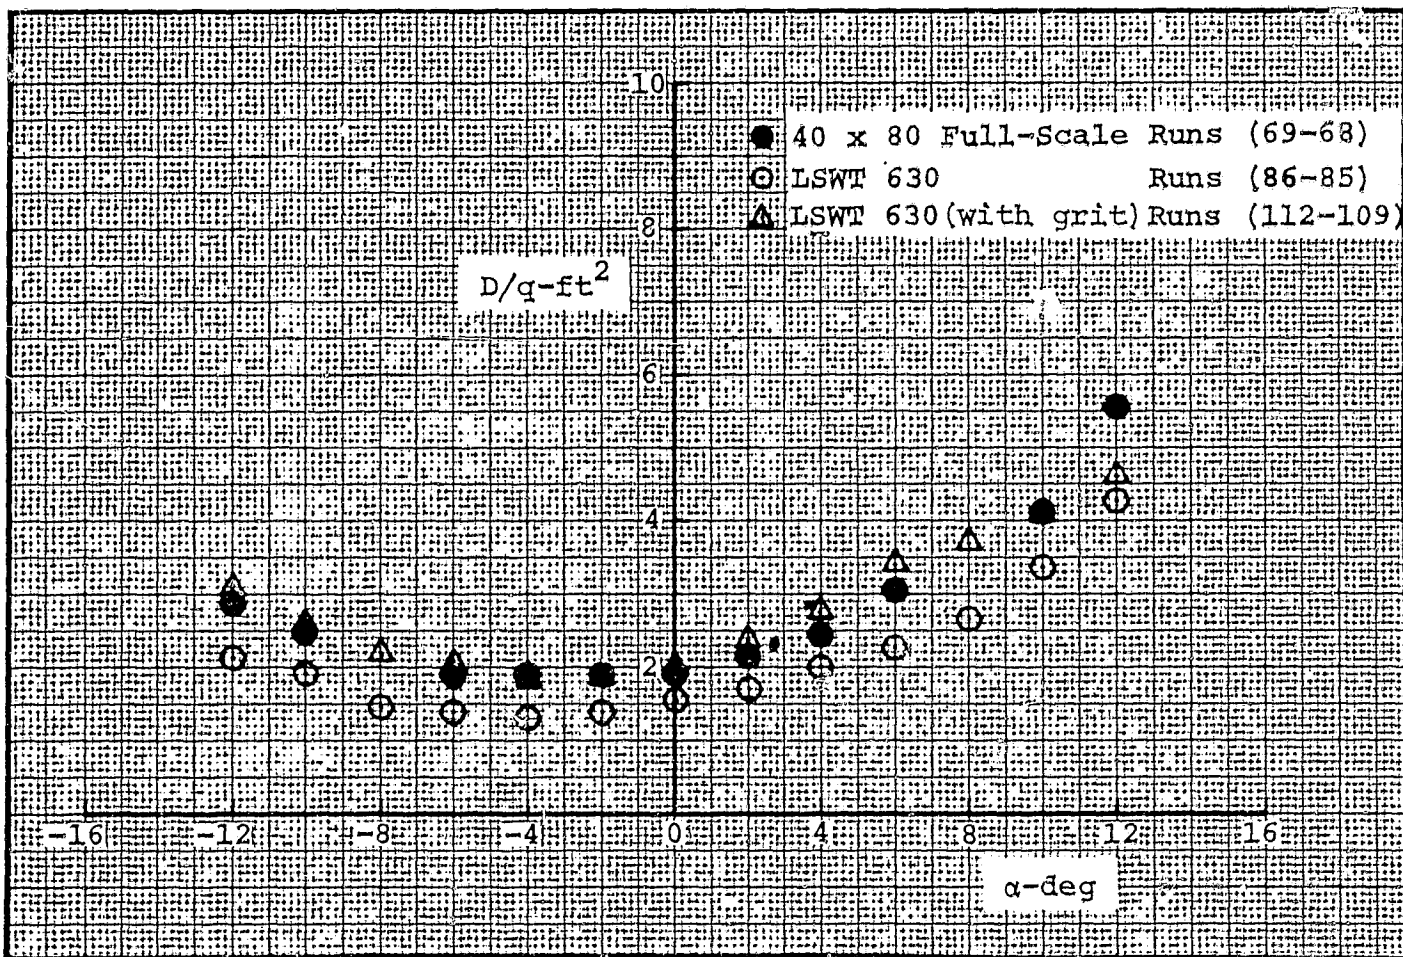 10
40 x 80 Full-Scale Runs (69-68)
LSWT 630 Runs (86-85)
LSWT 630(with grit) Runs (112-109)
8
D/q-ft²
6
4
2
-16 -12 -8 -4 0 4 8 12 16
α-deg